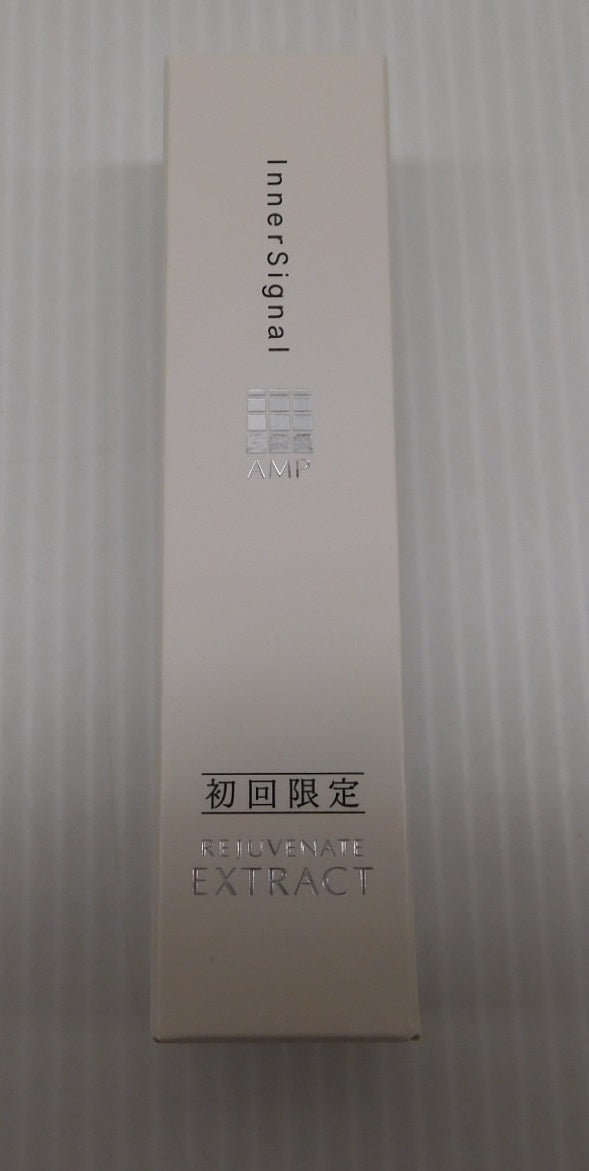 InnerSignal
AMP
初回限定
REJUVENATE
EXTRACT